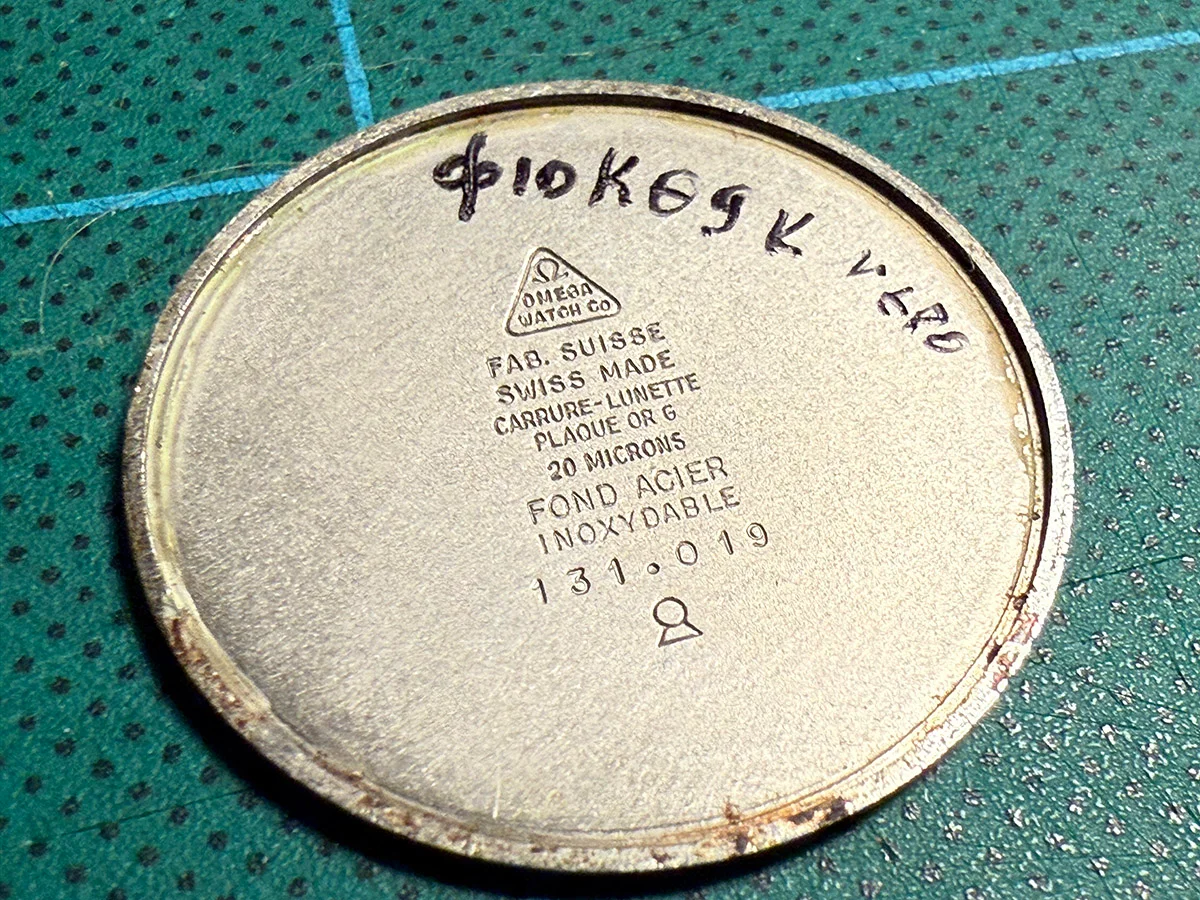 Ω
OMEGA
WATCH CO
FAB. SUISSE
SWISS MADE
CARRURE-LUNETTE
PLAQUE OR G
20 MICRONS
FOND ACIER
INOXYDABLE
131.019